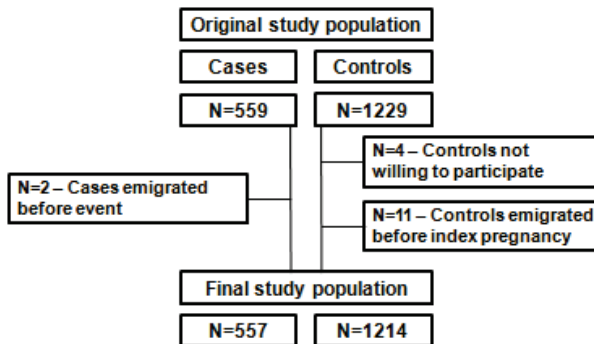 Original study population
Cases
Controls
N=559
N=1229
N=4 – Controls not
willing to participate
N=2 – Cases emigrated
before event
N=11 – Controls emigrated
before index pregnancy
Final study population
N=557
N=1214